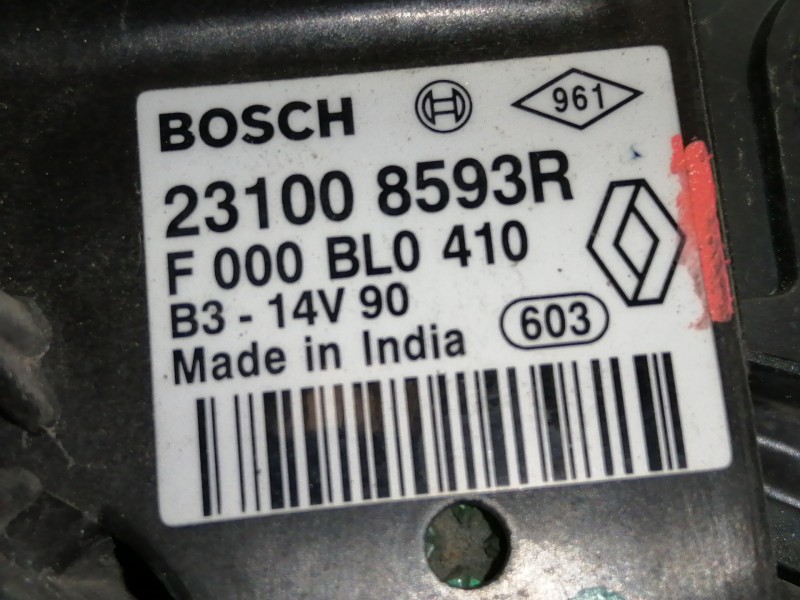 BOSCH
961
23100 8593R
F 000 BL0 410
B3 - 14V 90
603
Made in India